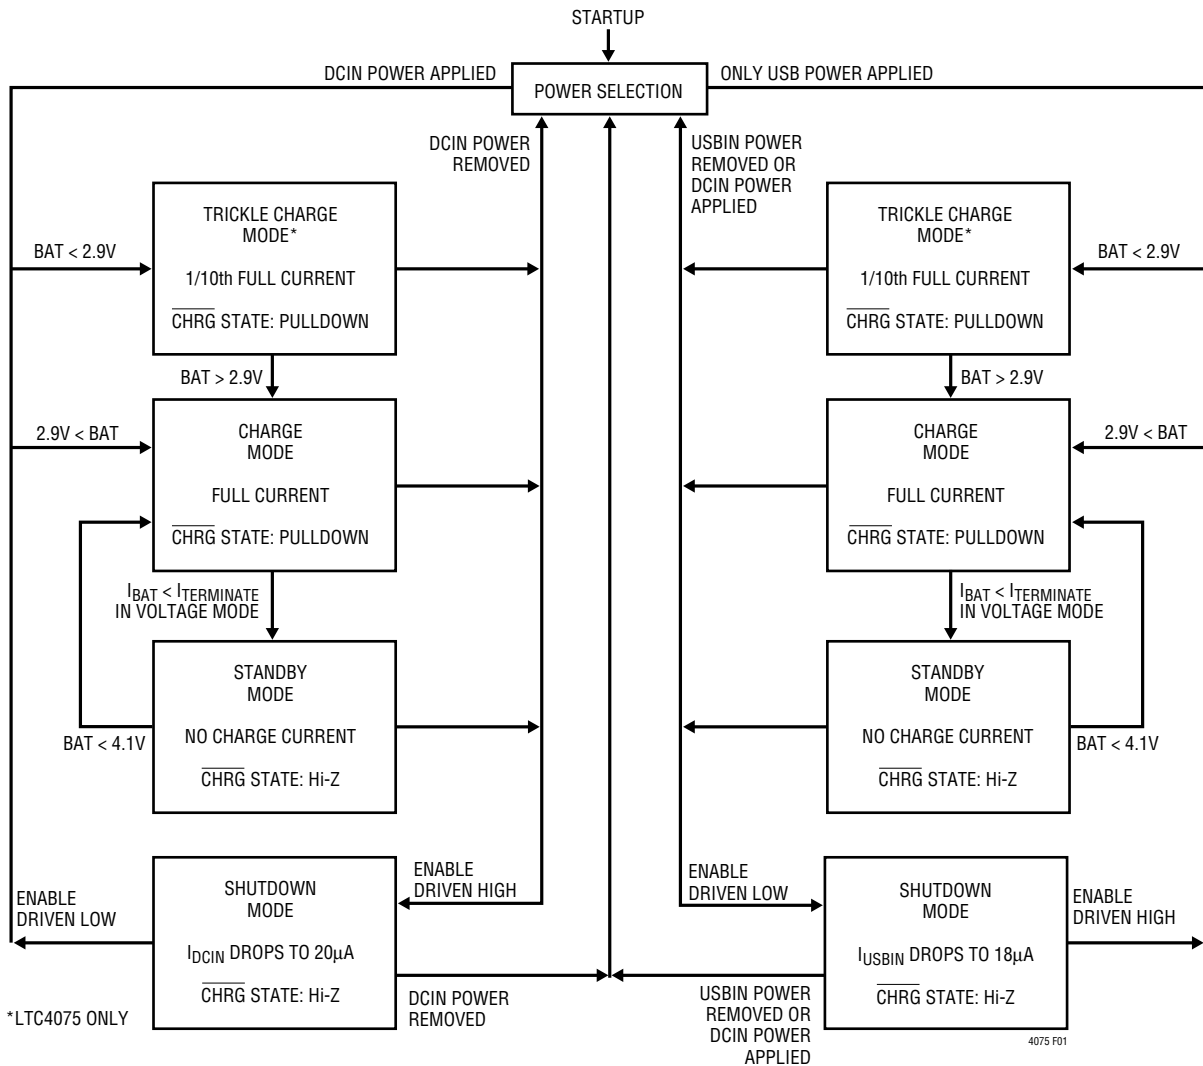 STARTUP
DCIN POWER APPLIED
POWER SELECTION
ONLY USB POWER APPLIED
DCIN POWER
REMOVED
USBIN POWER
REMOVED OR
DCIN POWER
APPLIED
BAT < 2.9V
TRICKLE CHARGE
MODE*
1/10th FULL CURRENT
CHRG STATE: PULLDOWN
BAT > 2.9V
2.9V < BAT
CHARGE
MODE
FULL CURRENT
CHRG STATE: PULLDOWN
IBAT < ITERMINATE
IN VOLTAGE MODE
STANDBY
MODE
NO CHARGE CURRENT
CHRG STATE: Hi-Z
BAT < 4.1V
ENABLE
DRIVEN HIGH
ENABLE
DRIVEN LOW
SHUTDOWN
MODE
IDCIN DROPS TO 20μA
CHRG STATE: Hi-Z
DCIN POWER
REMOVED
*LTC4075 ONLY
TRICKLE CHARGE
MODE*
1/10th FULL CURRENT
CHRG STATE: PULLDOWN
BAT < 2.9V
BAT > 2.9V
CHARGE
MODE
FULL CURRENT
CHRG STATE: PULLDOWN
2.9V < BAT
IBAT < ITERMINATE
IN VOLTAGE MODE
STANDBY
MODE
NO CHARGE CURRENT
CHRG STATE: Hi-Z
BAT < 4.1V
ENABLE
DRIVEN LOW
SHUTDOWN
MODE
IUSBIN DROPS TO 18μA
CHRG STATE: Hi-Z
ENABLE
DRIVEN HIGH
USBIN POWER
REMOVED OR
DCIN POWER
APPLIED
4075 F01